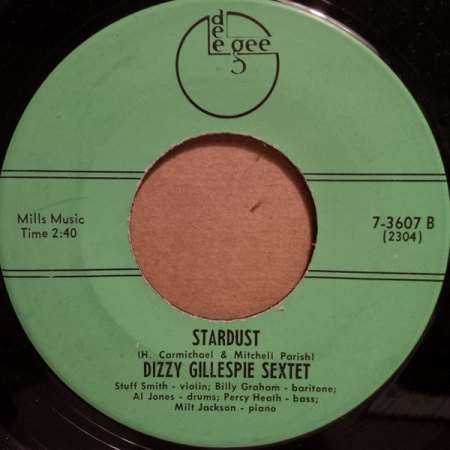 dee gee
Mills Music
Time 2:40
7-3607 B
(2304)
STARDUST
(H. Carmichael & Mitchell Parish)
DIZZY GILLESPIE SEXTET
Stuff Smith - violin; Billy Graham - baritone;
Al Jones - drums; Percy Heath - bass;
Milt Jackson - piano